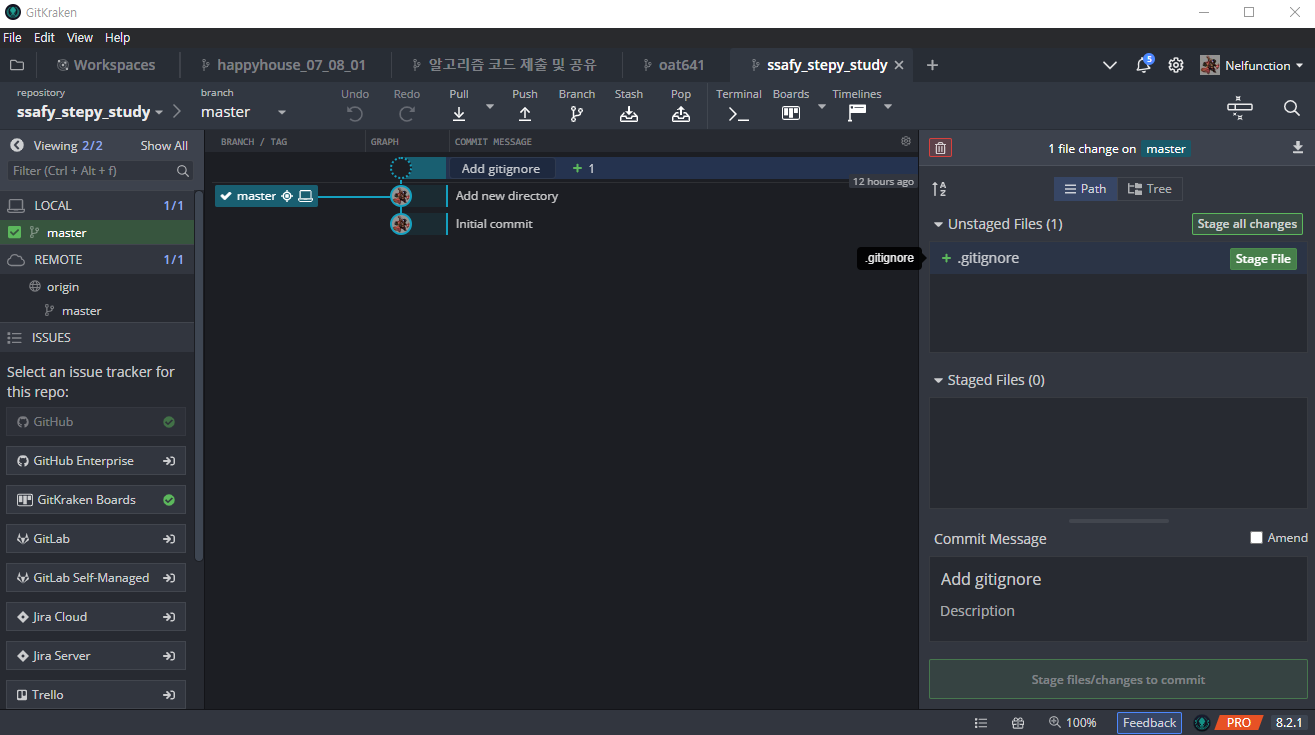 GitKraken
File Edit View Help
Workspaces happyhouse_07_08_01 알고리즘 코드 제출 및 공유 oat641 ssafy_stepy_study 5 Nelfunction
repository branch Undo Redo Pull Push Branch Stash Pop Terminal Boards Timelines
ssafy_stepy_study master
Viewing 2/2 Show All
Filter (Ctrl + Alt + f)
LOCAL 1/1
master
REMOTE 1/1
origin
master
ISSUES
Select an issue tracker for
this repo:
GitHub
GitHub Enterprise
GitKraken Boards
GitLab
GitLab Self-Managed
Jira Cloud
Jira Server
Trello
BRANCH / TAG GRAPH COMMIT MESSAGE
Add gitignore + 1
12 hours ago
master Add new directory
Initial commit
1 file change on master
Path Tree
Unstaged Files (1) Stage all changes
.gitignore
+ .gitignore Stage File
Staged Files (0)
Commit Message Amend
Add gitignore
Description
Stage files/changes to commit
100% Feedback PRO 8.2.1